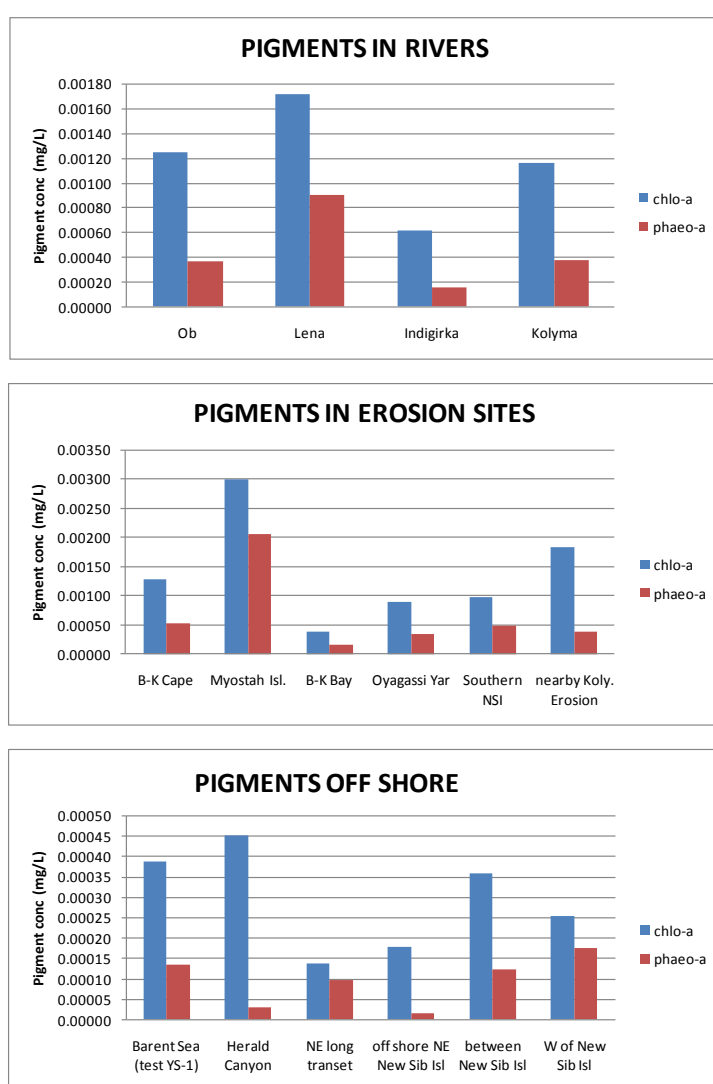 PIGMENTS IN RIVERS
Pigment conc (mg/L)
0.00180
0.00160
0.00140
0.00120
0.00100
0.00080
0.00060
0.00040
0.00020
0.00000
Ob Lena Indigirka Kolyma
chlo-a
phaeo-a
PIGMENTS IN EROSION SITES
Pigment conc (mg/L)
0.00350
0.00300
0.00250
0.00200
0.00150
0.00100
0.00050
0.00000
B-K Cape Myostah Isl. B-K Bay Oyagassi Yar Southern nearby Koly.
NSI Erosion
chlo-a
phaeo-a
PIGMENTS OFF SHORE
Pigment conc (mg/L)
0.00050
0.00045
0.00040
0.00035
0.00030
0.00025
0.00020
0.00015
0.00010
0.00005
0.00000
Barent Sea Herald NE long off shore NE between W of New
(test YS-1) Canyon transet New Sib Isl New Sib Isl Sib Isl
chlo-a
phaeo-a